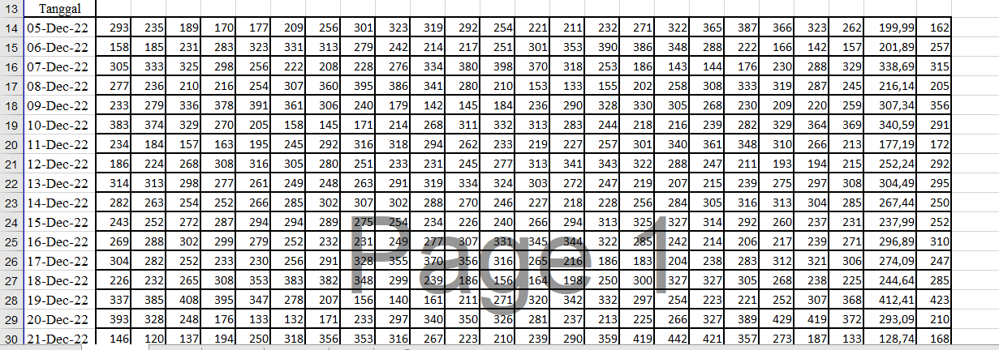 13 Tanggal
14 05-Dec-22 293 235 189 170 177 209 256 301 323 319 292 254 221 211 232 271 322 365 387 366 323 262 199,99 162
15 06-Dec-22 158 185 231 283 323 331 313 279 242 214 217 251 301 353 390 386 348 288 222 166 142 157 201,89 257
16 07-Dec-22 305 333 325 298 256 222 208 228 276 334 380 398 370 318 253 186 143 144 176 230 288 329 338,69 315
17 08-Dec-22 277 236 210 216 254 307 360 395 386 341 280 210 153 133 155 202 258 308 333 319 287 245 216,14 205
18 09-Dec-22 233 279 336 378 391 361 306 240 179 142 145 184 236 290 328 330 305 268 230 209 220 259 307,34 356
19 10-Dec-22 383 374 329 270 205 158 145 171 214 268 311 332 313 283 244 218 216 239 282 329 364 369 340,59 291
20 11-Dec-22 234 184 157 163 195 245 292 316 318 294 262 233 219 227 257 301 340 361 348 310 266 213 177,19 172
21 12-Dec-22 186 224 268 308 316 305 280 251 233 231 245 277 313 341 343 322 288 247 211 193 194 215 252,24 292
22 13-Dec-22 314 313 298 277 261 249 248 263 291 319 334 324 303 272 247 219 207 215 239 275 297 308 304,49 295
23 14-Dec-22 282 263 254 252 266 285 302 307 302 288 270 246 227 218 228 256 284 305 316 313 304 285 267,44 250
24 15-Dec-22 243 252 272 287 294 294 289 275 254 234 226 240 266 294 313 325 327 314 292 260 237 231 237,99 252
25 16-Dec-22 269 288 302 299 279 252 232 231 249 277 307 331 345 344 322 285 242 214 206 217 239 271 296,89 310
26 17-Dec-22 304 282 252 233 230 256 291 328 355 370 356 316 265 216 186 183 204 238 283 312 321 306 274,09 247
27 18-Dec-22 226 232 265 308 353 383 382 348 299 239 186 156 164 198 250 300 327 327 305 268 238 225 244,64 285
28 19-Dec-22 337 385 408 395 347 278 207 156 140 161 211 271 320 342 332 297 254 223 221 252 307 368 412,41 423
29 20-Dec-22 393 328 248 176 133 132 171 233 297 340 350 326 281 237 213 225 266 327 389 429 419 372 293,09 210
30 21-Dec-22 146 120 137 194 250 318 356 353 316 267 223 210 239 290 359 419 442 421 357 273 187 133 128,74 168
Page 1